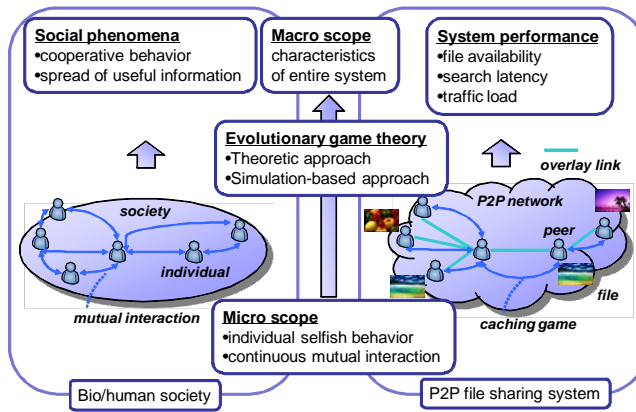 Social phenomena
•cooperative behavior
•spread of useful information
Macro scope
characteristics
of entire system
System performance
•file availability
•search latency
•traffic load
Evolutionary game theory
•Theoretic approach
•Simulation-based approach
overlay link
society
individual
mutual interaction
P2P network
peer
file
caching game
Micro scope
•individual selfish behavior
•continuous mutual interaction
Bio/human society
P2P file sharing system